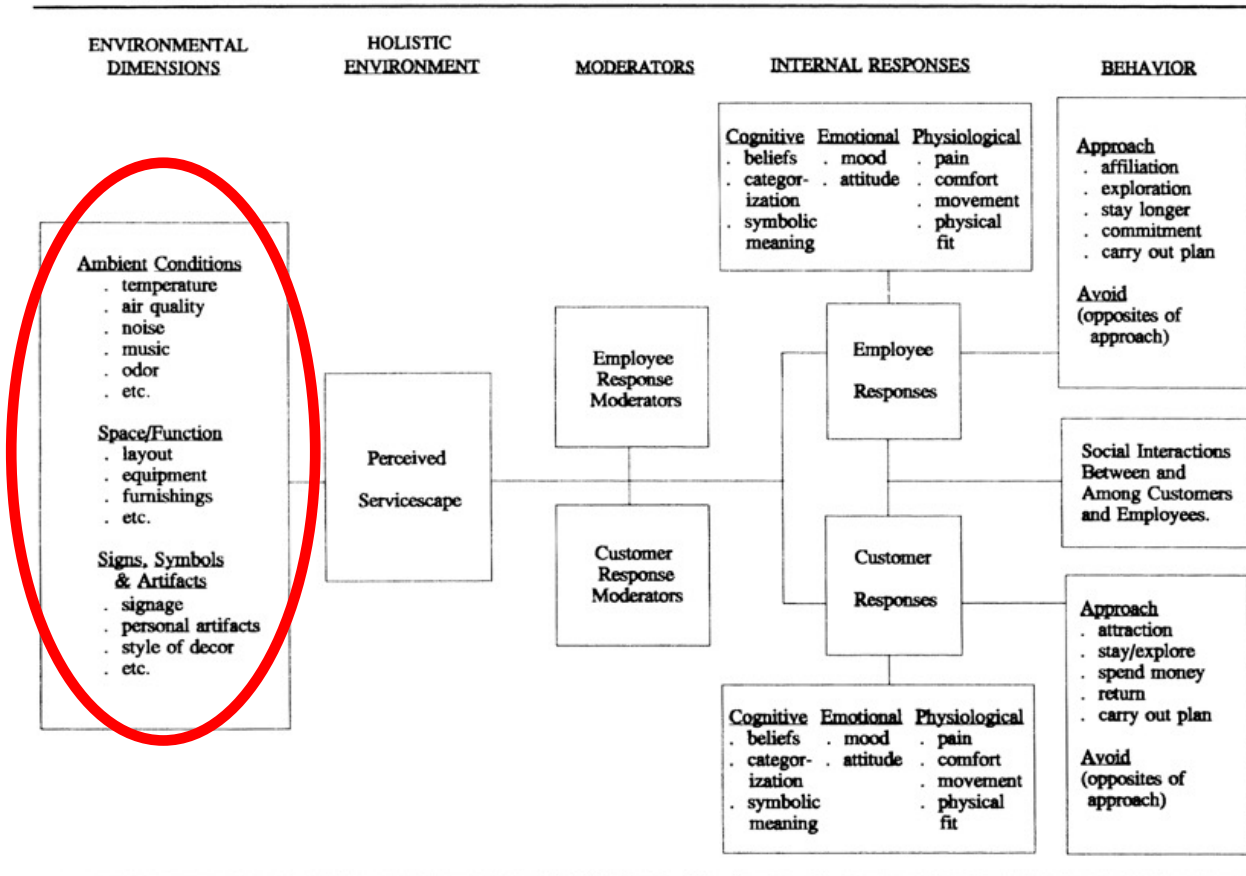 ENVIRONMENTAL
DIMENSIONS
HOLISTIC
ENVIRONMENT
MODERATORS
INTERNAL RESPONSES
BEHAVIOR
Ambient Conditions
. temperature
. air quality
. noise
. music
. odor
. etc.
Space/Function
. layout
. equipment
. furnishings
. etc.
Signs, Symbols
& Artifacts
. signage
. personal artifacts
. style of decor
. etc.
Perceived
Servicescape
Employee
Response
Moderators
Customer
Response
Moderators
Cognitive Emotional Physiological
. beliefs . mood . pain
. categor- . attitude . comfort
ization . movement
. symbolic . physical
meaning fit
Employee
Responses
Customer
Responses
Cognitive Emotional Physiological
. beliefs . mood . pain
. categor- . attitude . comfort
ization . movement
. symbolic . physical
meaning fit
Approach
. affiliation
. exploration
. stay longer
. commitment
. carry out plan
Avoid
(opposites of
approach)
Social Interactions
Between and
Among Customers
and Employees.
Approach
. attraction
. stay/explore
. spend money
. return
. carry out plan
Avoid
(opposites of
approach)